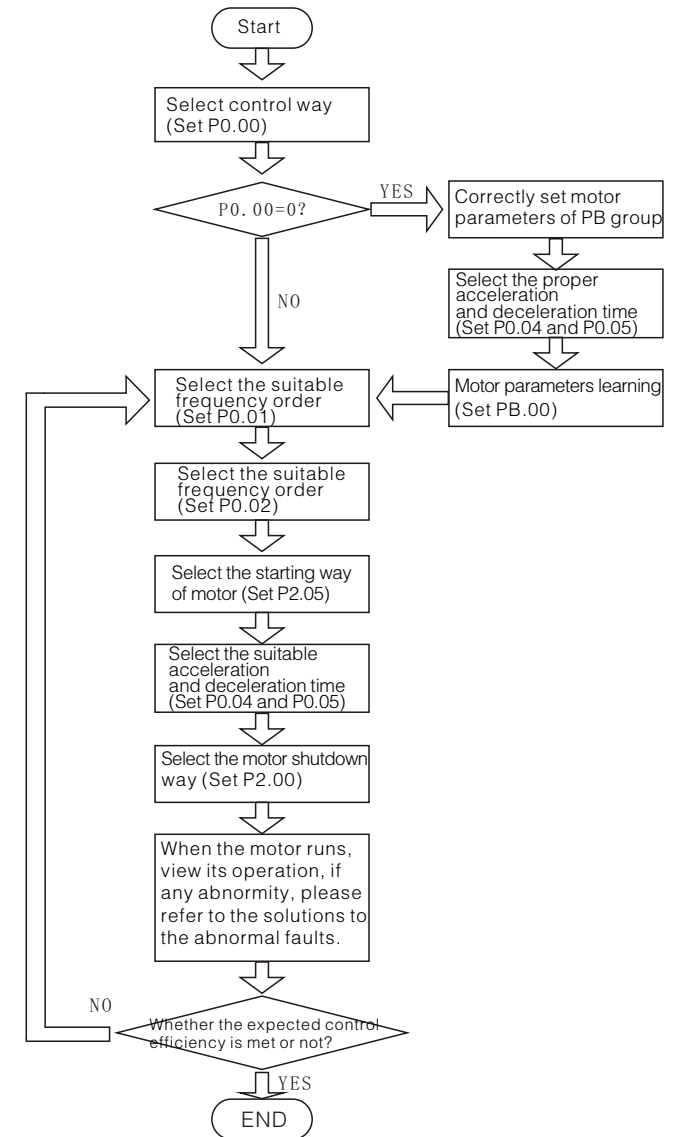 Start
Select control way
(Set P0.00)
P0.00=0?
YES
Correctly set motor
parameters of PB group
Select the proper
acceleration
and deceleration time
(Set P0.04 and P0.05)
Motor parameters learning
(Set PB.00)
NO
Select the suitable
frequency order
(Set P0.01)
Select the suitable
frequency order
(Set P0.02)
Select the starting way
of motor (Set P2.05)
Select the suitable
acceleration
and deceleration time
(Set P0.04 and P0.05)
Select the motor shutdown
way (Set P2.00)
When the motor runs,
view its operation, if
any abnormity, please
refer to the solutions to
the abnormal faults.
NO
Whether the expected control
efficiency is met or not?
YES
END